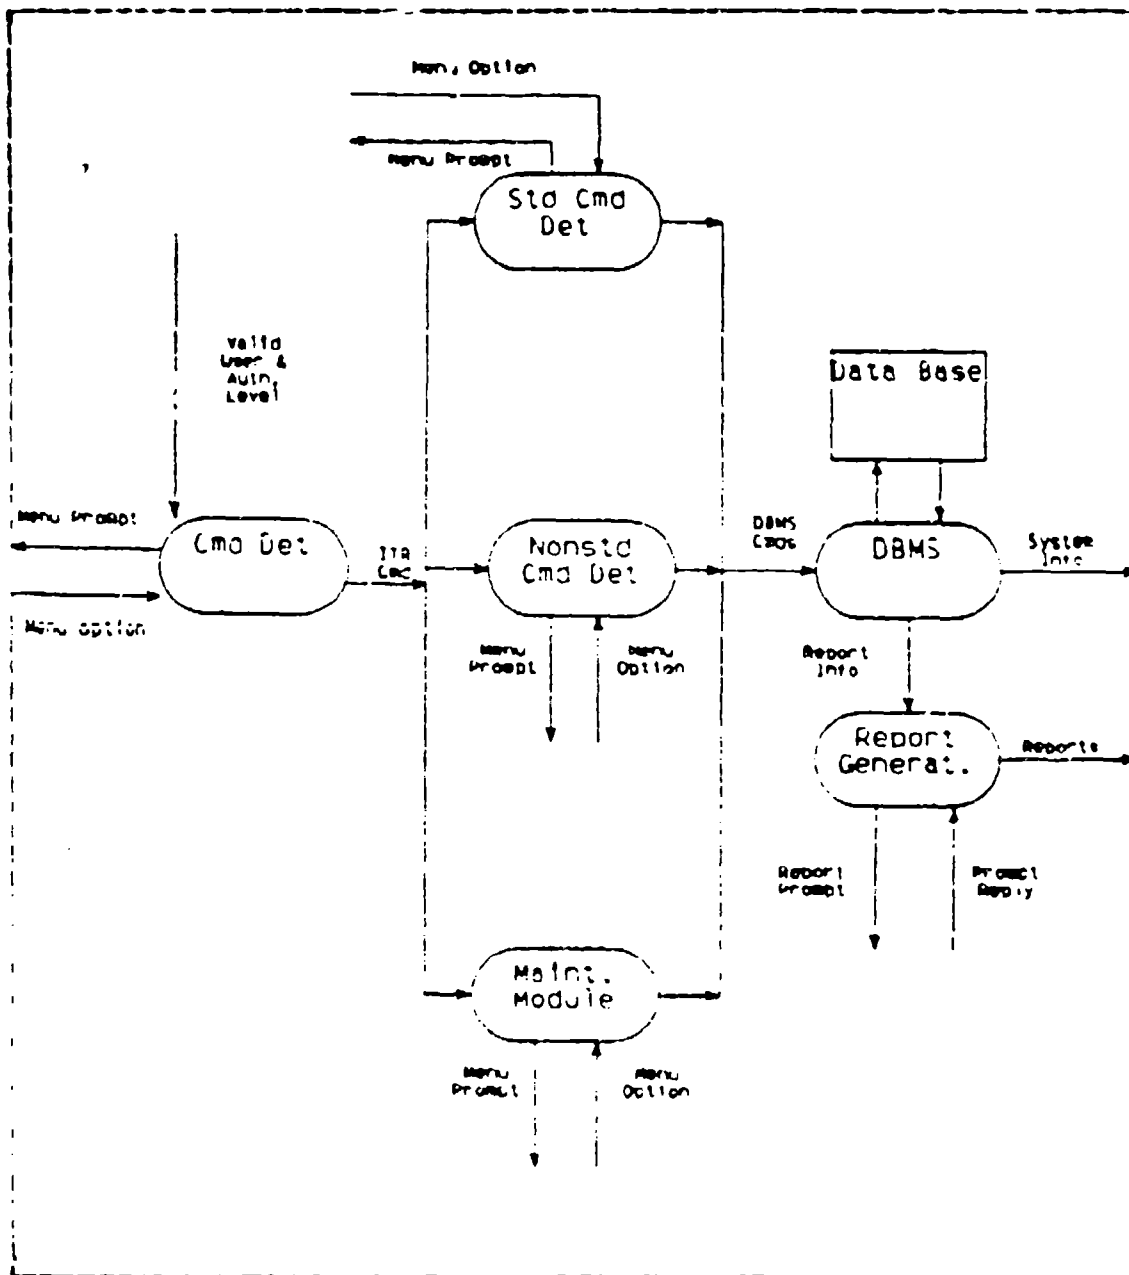 Menu Option
Menu Prompt
Std Cmd
Det
Valid
User &
Auth.
Level
Data Base
Menu Prompt
Cmd Det
ITR
Cmd
Nonstd
Cmd Det
DBMS
Cmds
DBMS
System
Info
Menu option
Menu
Prompt
Menu
Option
Report
Info
Report
Generat.
Reports
Report
Prompt
Prompt
Reply
Maint.
Module
Menu
Prompt
Menu
Option